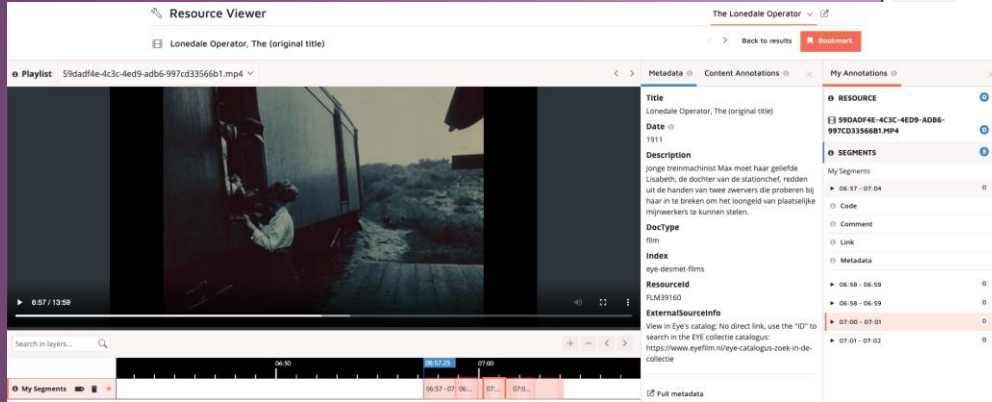 Resource Viewer
The Lonedale Operator
Lonedale Operator, The (original title)
Back to results
Bookmark
Playlist 59dadf4e-4c3c-4ed9-adb6-997cd33566b1.mp4
6:57 / 13:59
Search in layers...
06:50
06:57.25
07:00
My Segments
06:57 - 07 06:... 07:... 07:0...
Metadata
Content Annotations
Title
Lonedale Operator, The (original title)
Date
1911
Description
Jonge treinmachinist Max moet haar geliefde
Lisabeth, de dochter van de stationchef, redden
uit de handen van twee zwervers die proberen bij
haar in te breken om het loongeld van plaatselijke
mijnwerkers te kunnen stelen.
DocType
film
Index
eye-desmet-films
ResourceId
FLM39160
ExternalSourceInfo
View in Eye's catalog: No direct link, use the "ID" to
search in the EYE collectie catalogus:
https://www.eyefilm.nl/eye-catalogus-zoek-in-de-
collectie
Full metadata
My Annotations
RESOURCE 0
59DADF4E-4C3C-4ED9-ADB6-
997CD33566B1.MP4 0
SEGMENTS 5
My Segments
06:57 - 07:04 0
Code
Comment
Link
Metadata
06:58 - 06:59 0
06:58 - 06:59 0
07:00 - 07:01 0
07:01 - 07:02 0